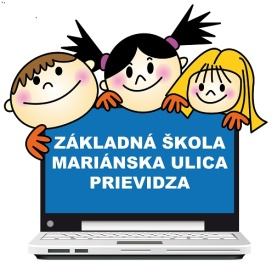 ZÁKLADNÁ ŠKOLA
MARIÁNSKA ULICA
PRIEVIDZA